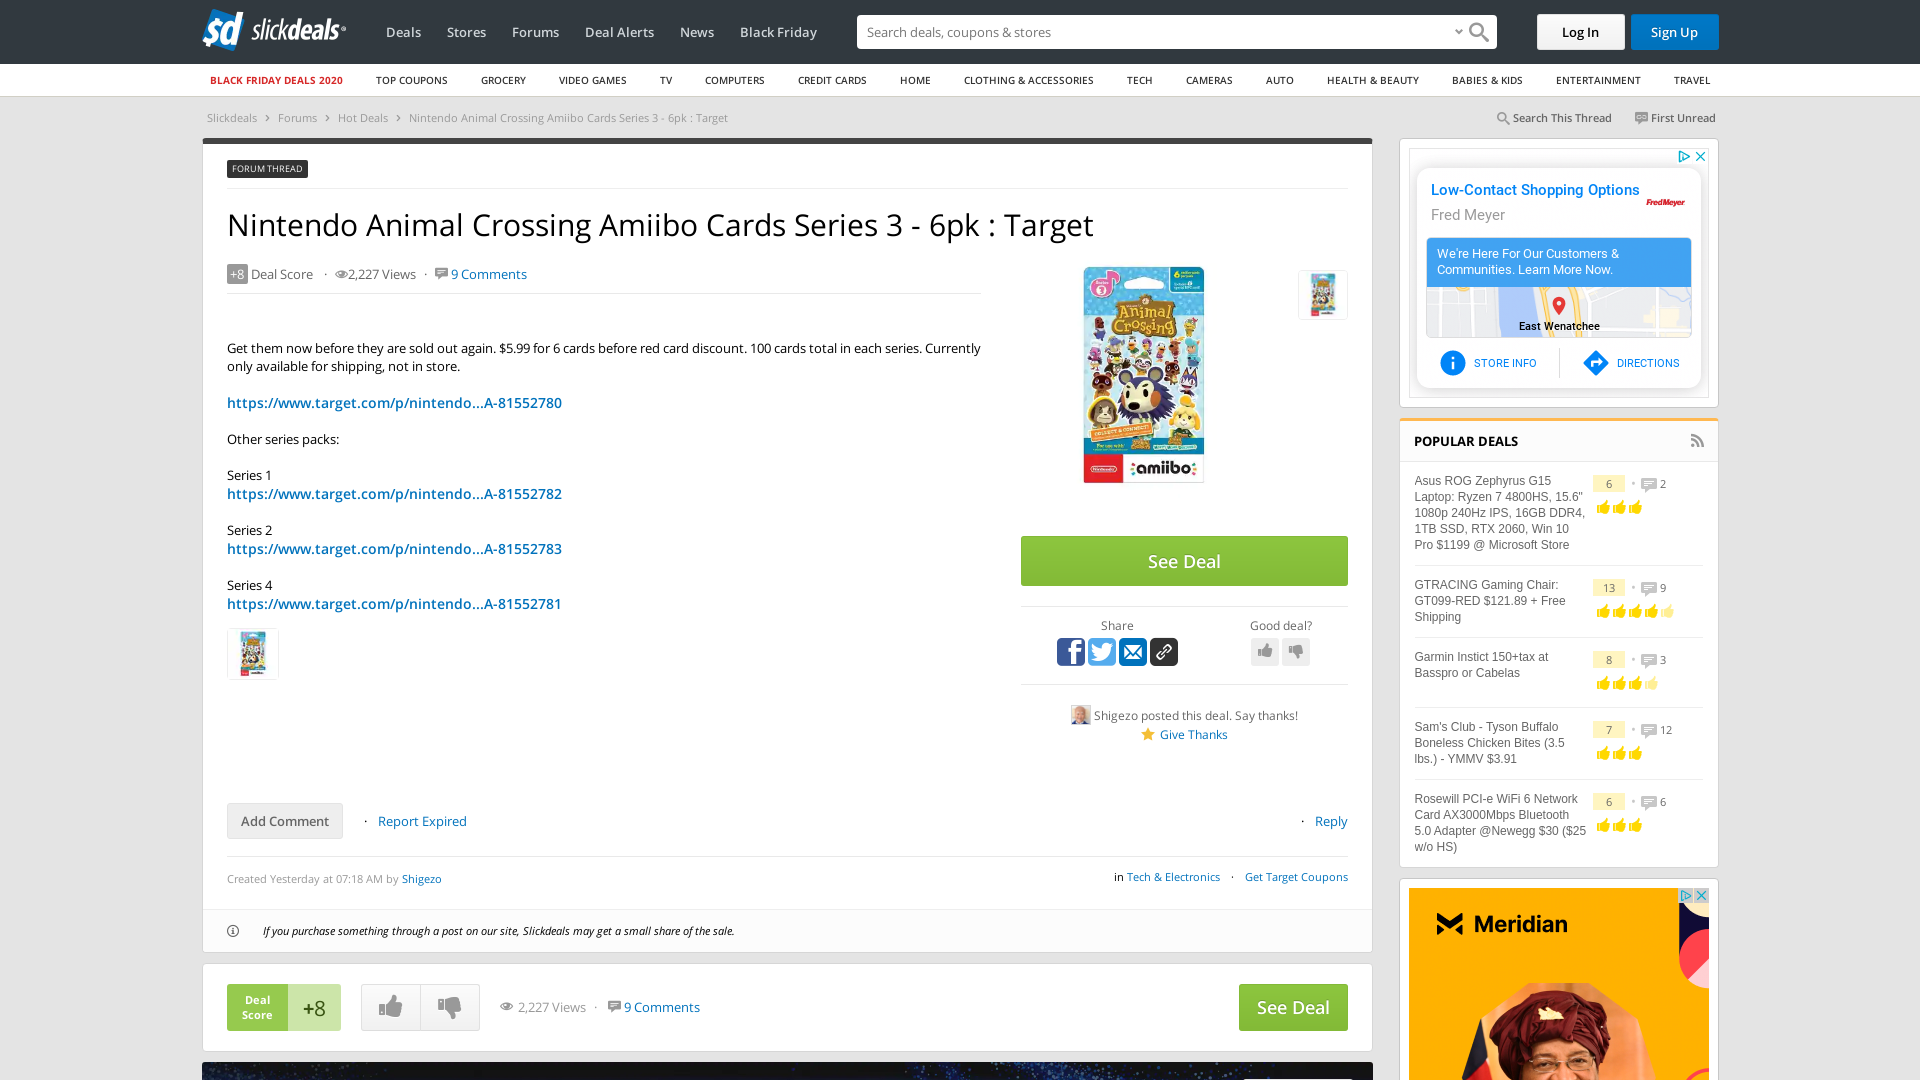 slickdeals
Deals
Stores
Forums
Deal Alerts
News
Black Friday
Search deals, coupons & stores
Log In
Sign Up
BLACK FRIDAY DEALS 2020
TOP COUPONS
GROCERY
VIDEO GAMES
TV
COMPUTERS
CREDIT CARDS
HOME
CLOTHING & ACCESSORIES
TECH
CAMERAS
AUTO
HEALTH & BEAUTY
BABIES & KIDS
ENTERTAINMENT
TRAVEL
Slickdeals › Forums › Hot Deals › Nintendo Animal Crossing Amiibo Cards Series 3 - 6pk : Target
Search This Thread
First Unread
FORUM THREAD
Nintendo Animal Crossing Amiibo Cards Series 3 - 6pk : Target
+8 Deal Score · 2,227 Views · 9 Comments
Get them now before they are sold out again. $5.99 for 6 cards before red card discount. 100 cards total in each series. Currently
only available for shipping, not in store.
https://www.target.com/p/nintendo...A-81552780
Other series packs:
Series 1
https://www.target.com/p/nintendo...A-81552782
Series 2
https://www.target.com/p/nintendo...A-81552783
Series 4
https://www.target.com/p/nintendo...A-81552781
Animal
Crossing
COLLECT & CONNECT!
Nintendo
amiibo
See Deal
Share
Good deal?
Shigezo posted this deal. Say thanks!
Give Thanks
Add Comment
· Report Expired
· Reply
Created Yesterday at 07:18 AM by Shigezo
in Tech & Electronics · Get Target Coupons
If you purchase something through a post on our site, Slickdeals may get a small share of the sale.
Deal
Score
+8
2,227 Views · 9 Comments
See Deal
Low-Contact Shopping Options
Fred Meyer
FredMeyer
We're Here For Our Customers &
Communities. Learn More Now.
East Wenatchee
STORE INFO
DIRECTIONS
POPULAR DEALS
Asus ROG Zephyrus G15
Laptop: Ryzen 7 4800HS, 15.6"
1080p 240Hz IPS, 16GB DDR4,
1TB SSD, RTX 2060, Win 10
Pro $1199 @ Microsoft Store
6 • 2
GTRACING Gaming Chair:
GT099-RED $121.89 + Free
Shipping
13 • 9
Garmin Instict 150+tax at
Basspro or Cabelas
8 • 3
Sam's Club - Tyson Buffalo
Boneless Chicken Bites (3.5
lbs.) - YMMV $3.91
7 • 12
Rosewill PCI-e WiFi 6 Network
Card AX3000Mbps Bluetooth
5.0 Adapter @Newegg $30 ($25
w/o HS)
6 • 6
Meridian